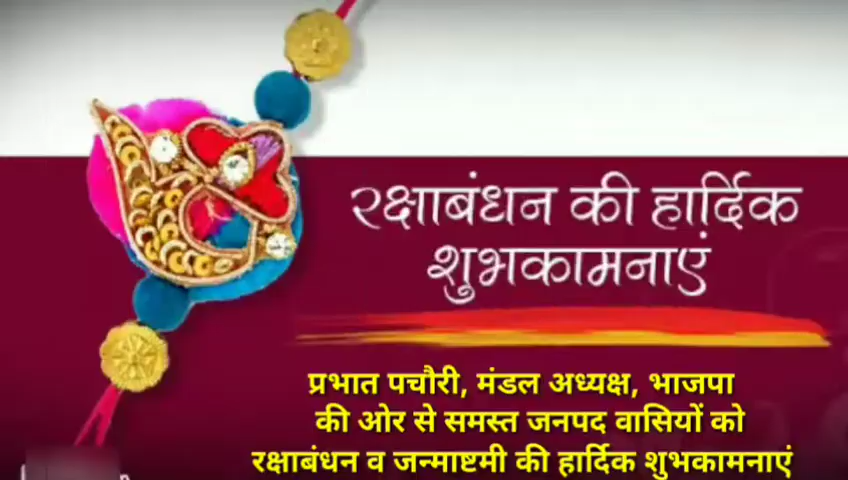 रक्षाबंधन की हार्दिक
शुभकामनाएं
प्रभात पचौरी, मंडल अध्यक्ष, भाजपा
की ओर से समस्त जनपद वासियों को
रक्षाबंधन व जन्माष्टमी की हार्दिक शुभकामनाएं